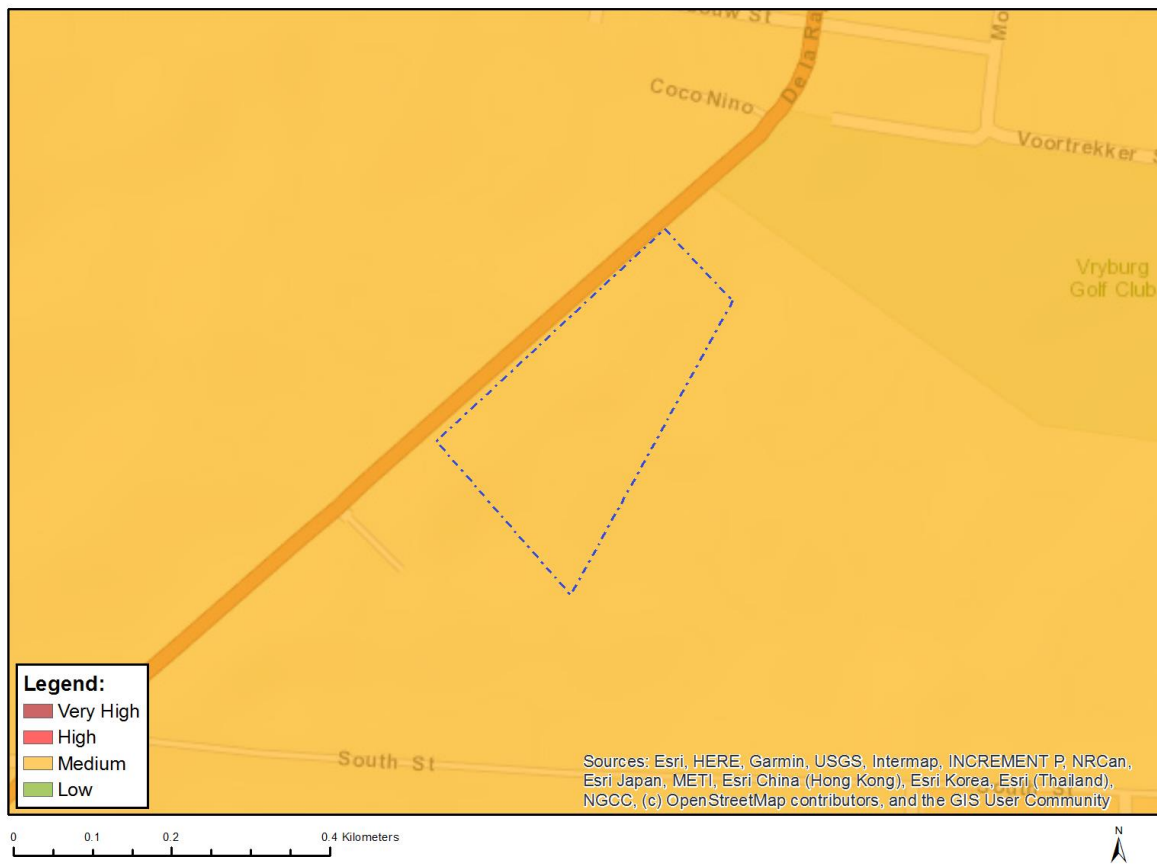 De la Ra
Coco Nino
Voortrekker S
Vryburg
Golf Club
Legend:
Very High
High
Medium
Low
South St
South St
Sources: Esri, HERE, Garmin, USGS, Intermap, INCREMENT P, NRCan,
Esri Japan, METI, Esri China (Hong Kong), Esri Korea, Esri (Thailand),
NGCC, (c) OpenStreetMap contributors, and the GIS User Community
0 0.1 0.2 0.4 Kilometers
N